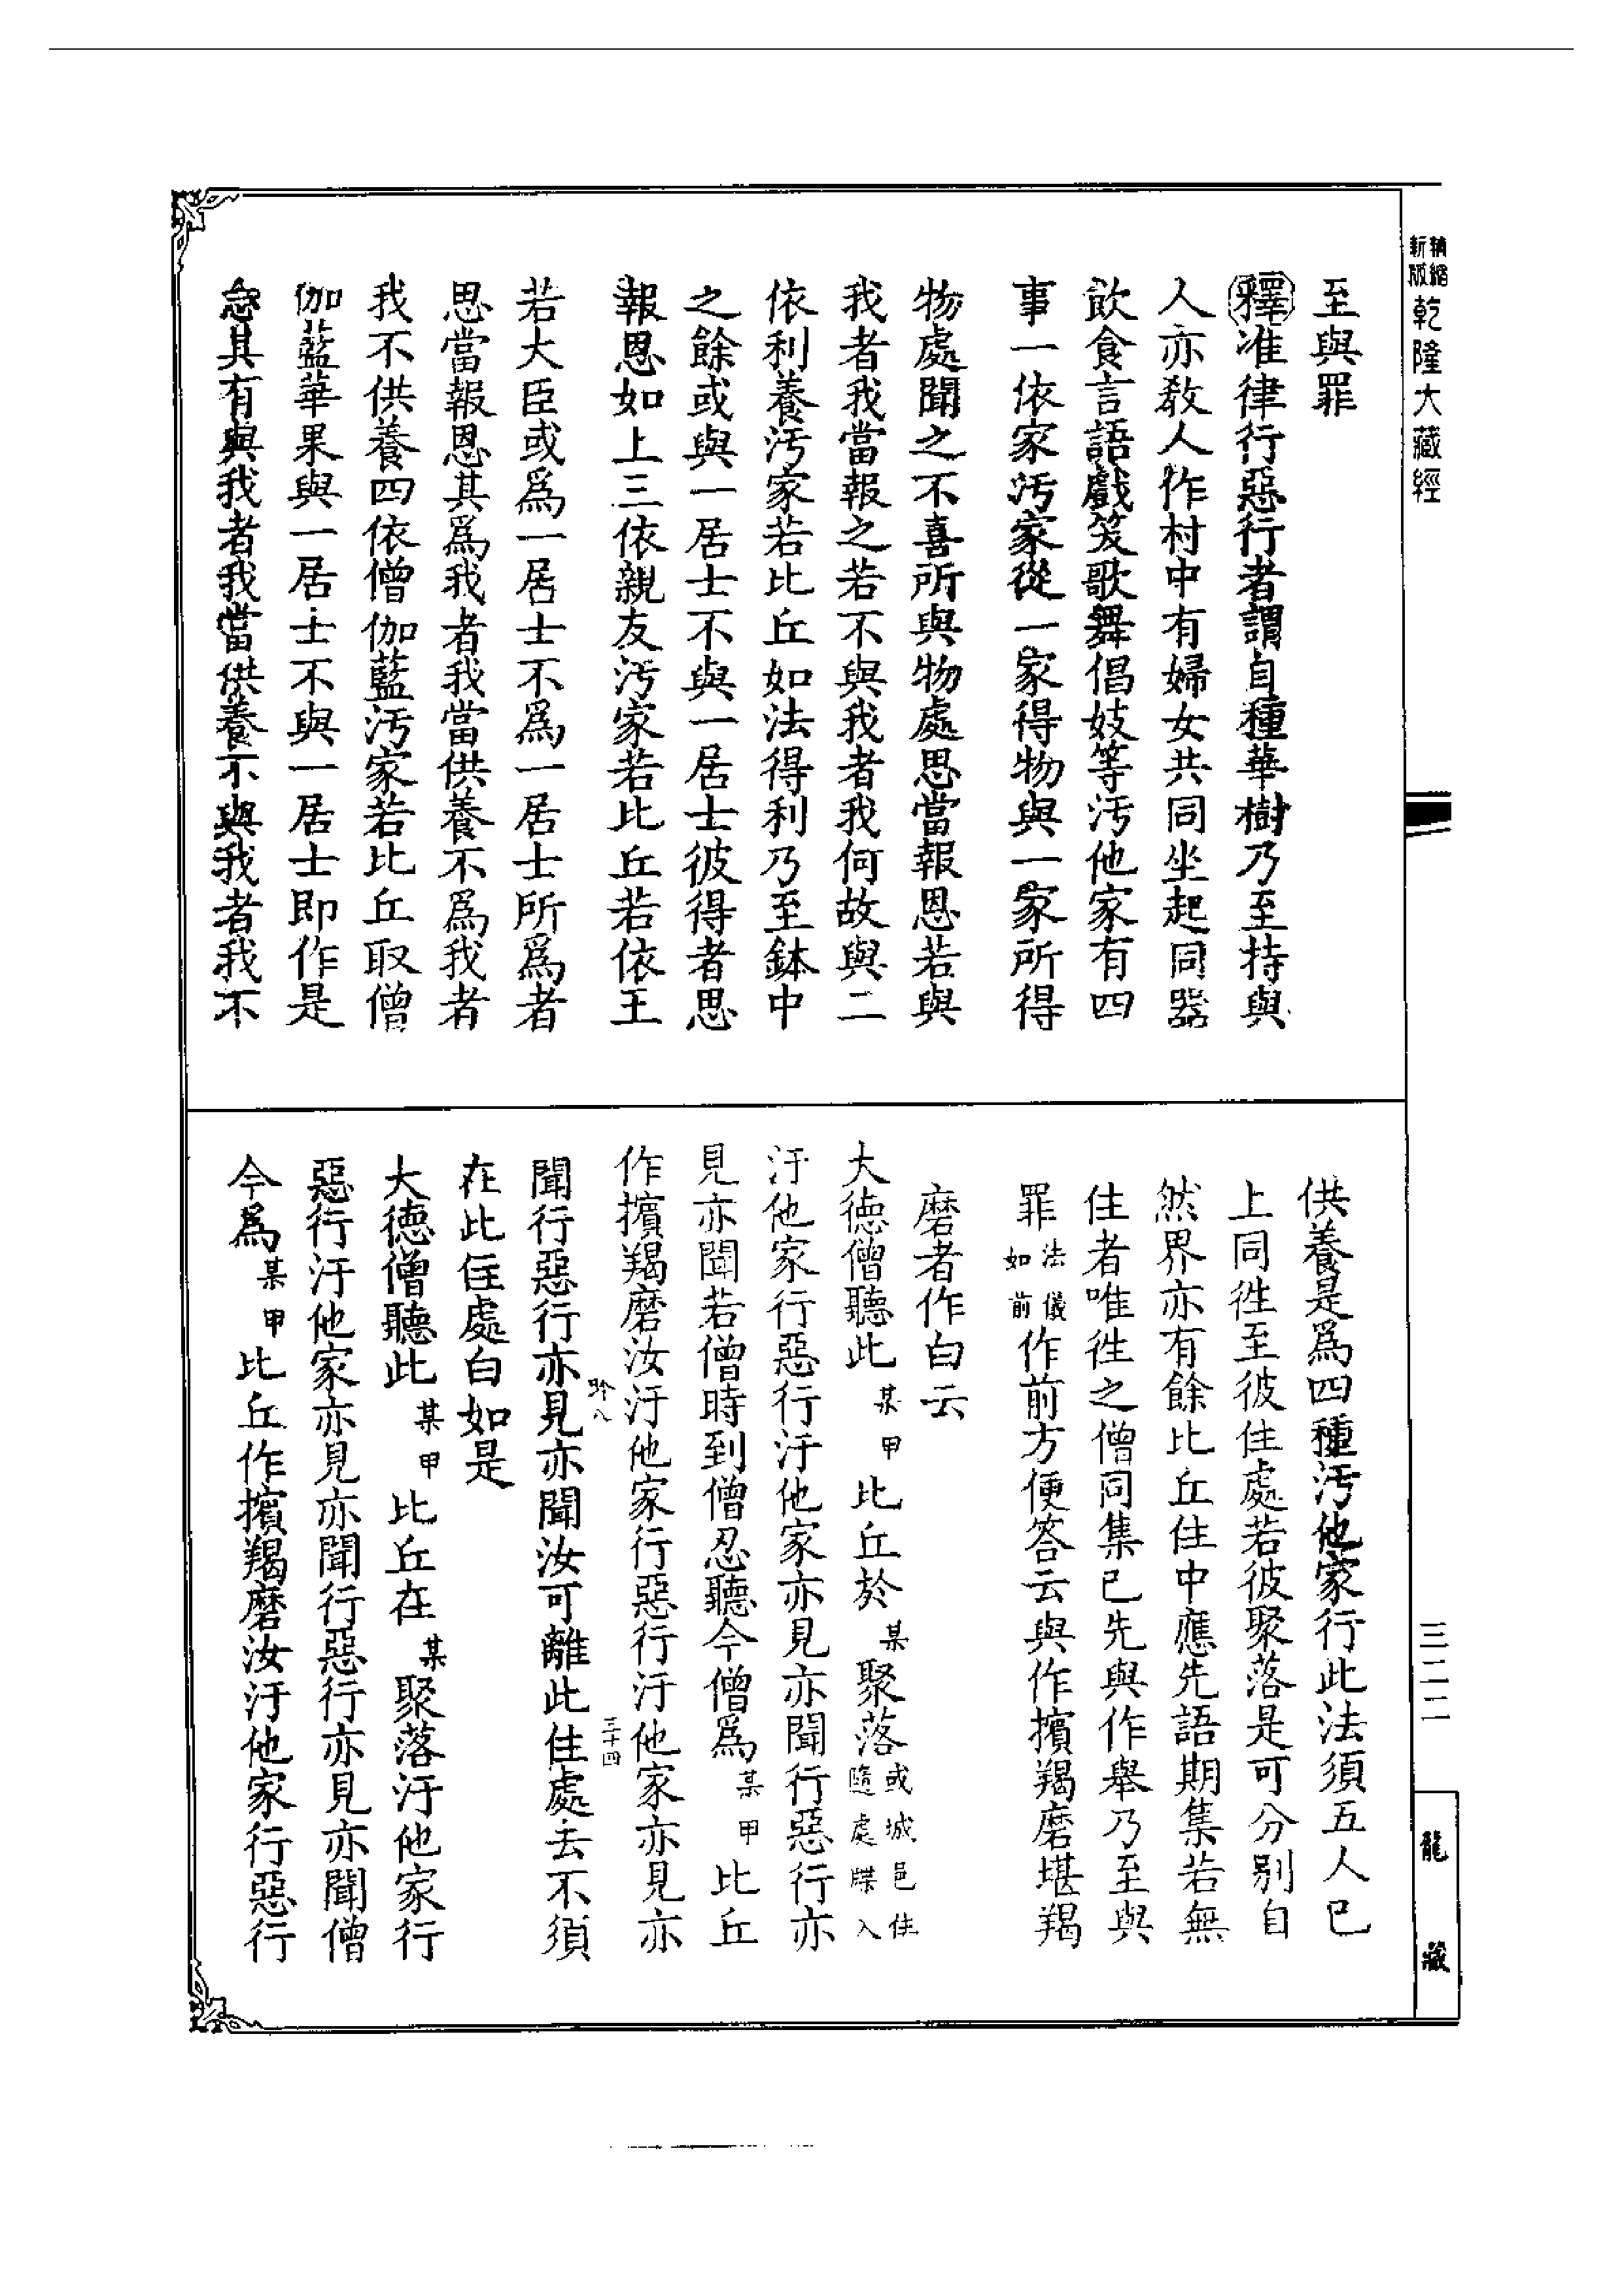 新版
精縮
乾隆大藏經
至與罪
釋准律行惡行者謂自種華樹乃至持與
人亦教人作村中有婦女共同坐起同器
飲食言語戲笑歌舞倡妓等污他家有四
事一依家污家從一家得物與一家所得
物處聞之不喜所與物處思當報恩若與
我者我當報之若不與我者我何故與二
依利養污家若比丘如法得利乃至鉢中
之餘或與一居士不與一居士彼得者思
報恩如上三依親友污家若比丘若依王
若大臣或爲一居士不爲一居士所爲者
思當報恩其爲我者我當供養不爲我者
我不供養四依僧伽藍污家若比丘取僧
伽藍華果與一居士不與一居士即作是
念其有與我者我當供養不與我者我不
供養是爲四種污他家行此法須五人已
上同徃至彼住處若彼聚落是可分別自
然界亦有餘比丘住中應先語期集若無
住者唯徃之僧同集已先與作舉乃至與
罪法儀如前作前方便答云與作擯羯磨堪羯
磨者作白云
大德僧聽此某甲比丘於某聚落或城邑住隨處牒入
汙他家行惡行汙他家亦見亦聞行惡行亦
見亦聞若僧時到僧忍聽今僧爲某甲比丘
作擯羯磨汝汙他家行惡行汙他家亦見亦
聞行惡行亦見亦聞汝可離此住處去不須
在此住處白如是
大德僧聽此某甲比丘在某聚落汙他家行
惡行汙他家亦見亦聞行惡行亦見亦聞僧
今爲某甲比丘作擯羯磨汝汙他家行惡行
三十四
三二二
龍藏